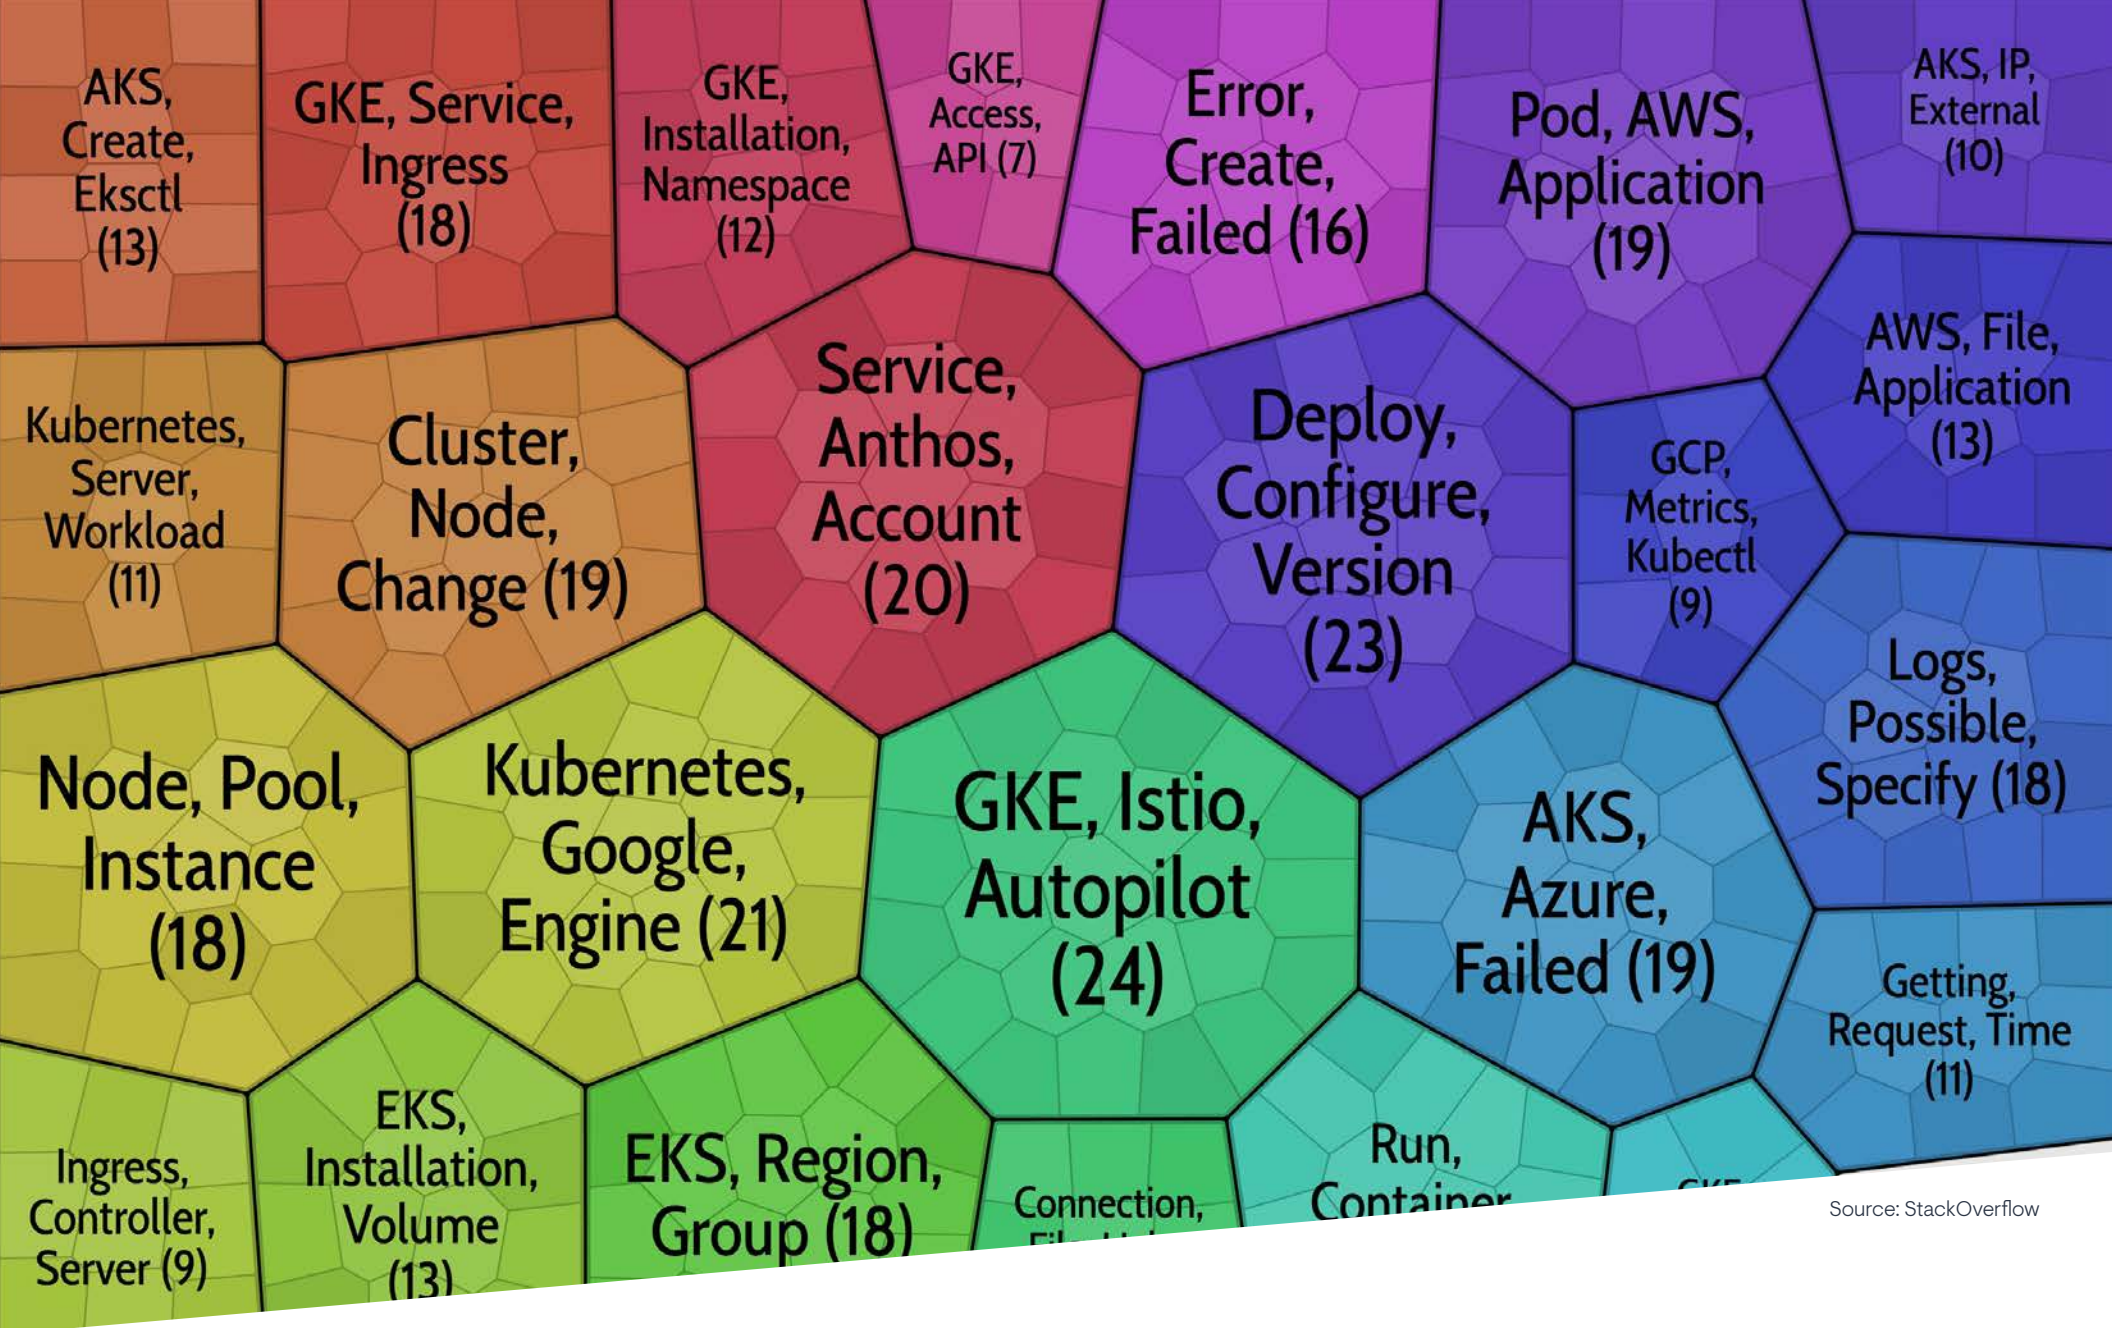 AKS,
Create,
Eksctl
(13)
GKE, Service,
Ingress
(18)
GKE,
Installation,
Namespace
(12)
GKE,
Access,
API (7)
Error,
Create,
Failed (16)
Pod, AWS,
Application
(19)
AKS, IP,
External
(10)
Kubernetes,
Server,
Workload
(11)
Cluster,
Node,
Change (19)
Service,
Anthos,
Account
(20)
Deploy,
Configure,
Version
(23)
GCP,
Metrics,
Kubectl
(9)
AWS, File,
Application
(13)
Logs,
Possible,
Specify (18)
Node, Pool,
Instance
(18)
Kubernetes,
Google,
Engine (21)
GKE, Istio,
Autopilot
(24)
AKS,
Azure,
Failed (19)
Getting,
Request, Time
(11)
Ingress,
Controller,
Server (9)
EKS,
Installation,
Volume
(13)
EKS, Region,
Group (18)
Connection,
Run,
Container
Source: StackOverflow